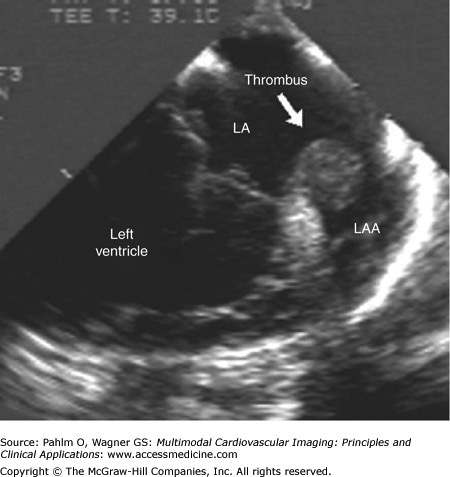 TEE T: 39.1C
F3
Thrombus
LA
LAA
Left
ventricle
Source: Pahlm O, Wagner GS: Multimodal Cardiovascular Imaging: Principles and
Clinical Applications: www.accessmedicine.com
Copyright © The McGraw-Hill Companies, Inc. All rights reserved.